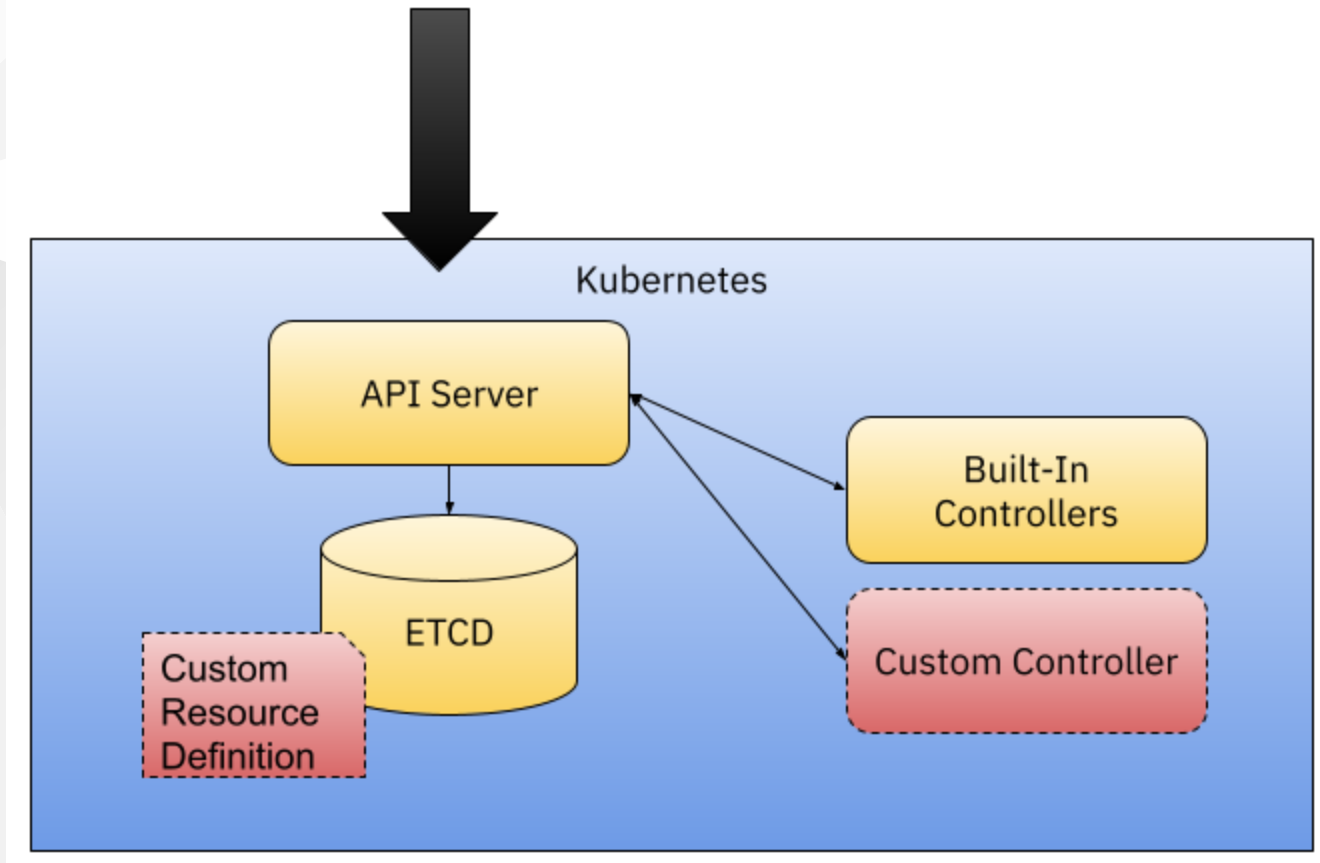 Kubernetes
API Server
Built-In
Controllers
ETCD
Custom Controller
Custom
Resource
Definition